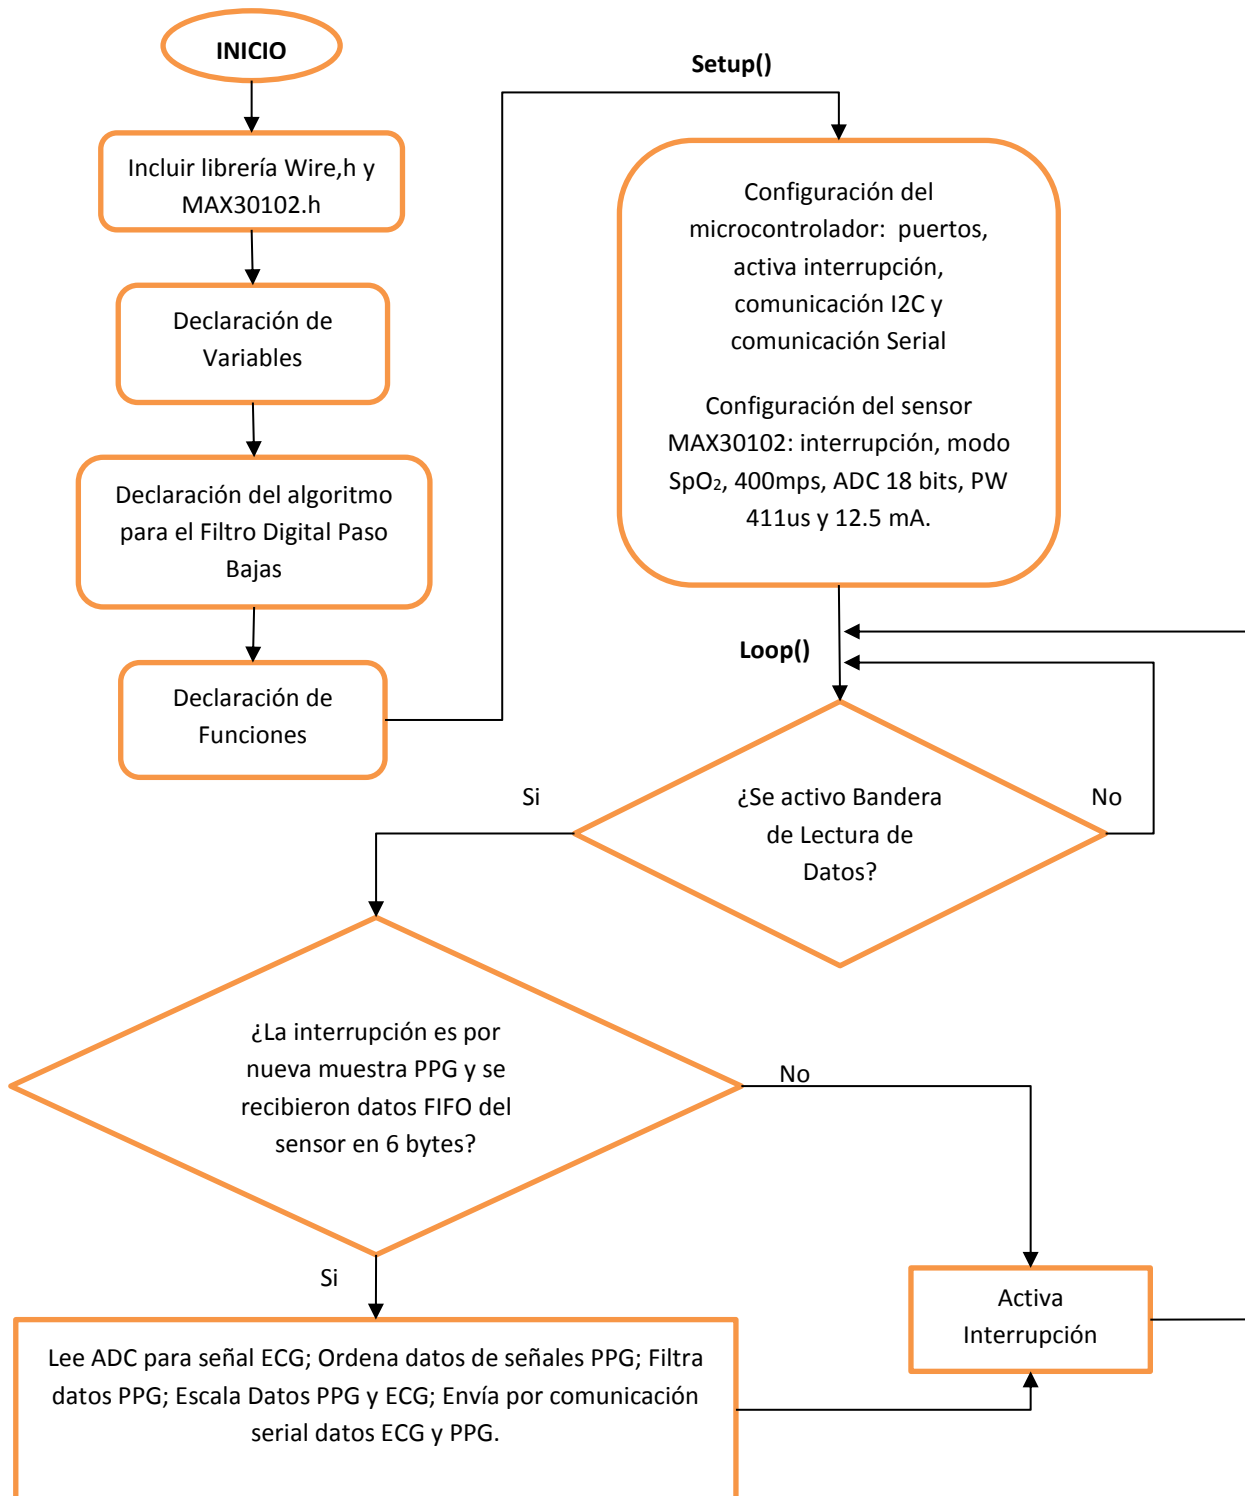 INICIO
Incluir librería Wire,h y
MAX30102.h
Declaración de
Variables
Declaración del algoritmo
para el Filtro Digital Paso
Bajas
Declaración de
Funciones
Setup()
Configuración del
microcontrolador:  puertos,
activa interrupción,
comunicación I2C y
comunicación Serial
Configuración del sensor
MAX30102: interrupción, modo
SpO₂, 400mps, ADC 18 bits, PW
411us y 12.5 mA.
Loop()
¿Se activo Bandera
de Lectura de
Datos?
Si
No
¿La interrupción es por
nueva muestra PPG y se
recibieron datos FIFO del
sensor en 6 bytes?
No
Si
Activa
Interrupción
Lee ADC para señal ECG; Ordena datos de señales PPG; Filtra
datos PPG; Escala Datos PPG y ECG; Envía por comunicación
serial datos ECG y PPG.